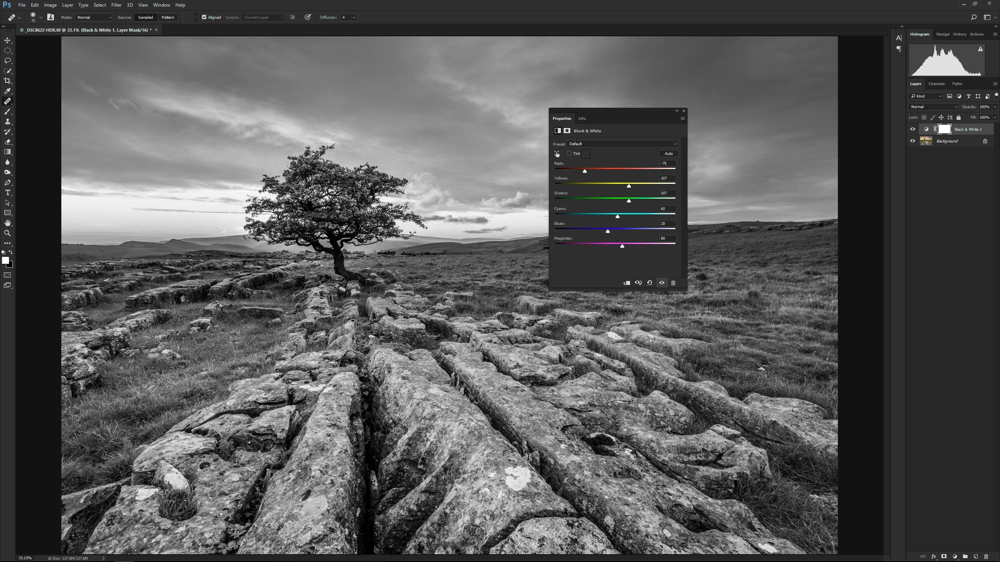 Ps File Edit Image Layer Type Select Filter 3D View Window Help
35 Mode: Normal Source: Sampled Pattern Aligned Sample: Current Layer Diffusion: 4
© _DSC8622-HDR.tif @ 33.1% (Black & White 1, Layer Mask/16) *
Histogram Navigat History Actions
Layers Channels Paths
Kind
Normal Opacity: 100%
Lock: Fill: 100%
Black & White 1
Background
Properties Info
Black & White
Preset: Default
Tint Auto
Reds: -75
Yellows: 107
Greens: 107
Cyans: 60
Blues: 20
Magentas: 80
33.13% © Doc: 137.6M/137.6M